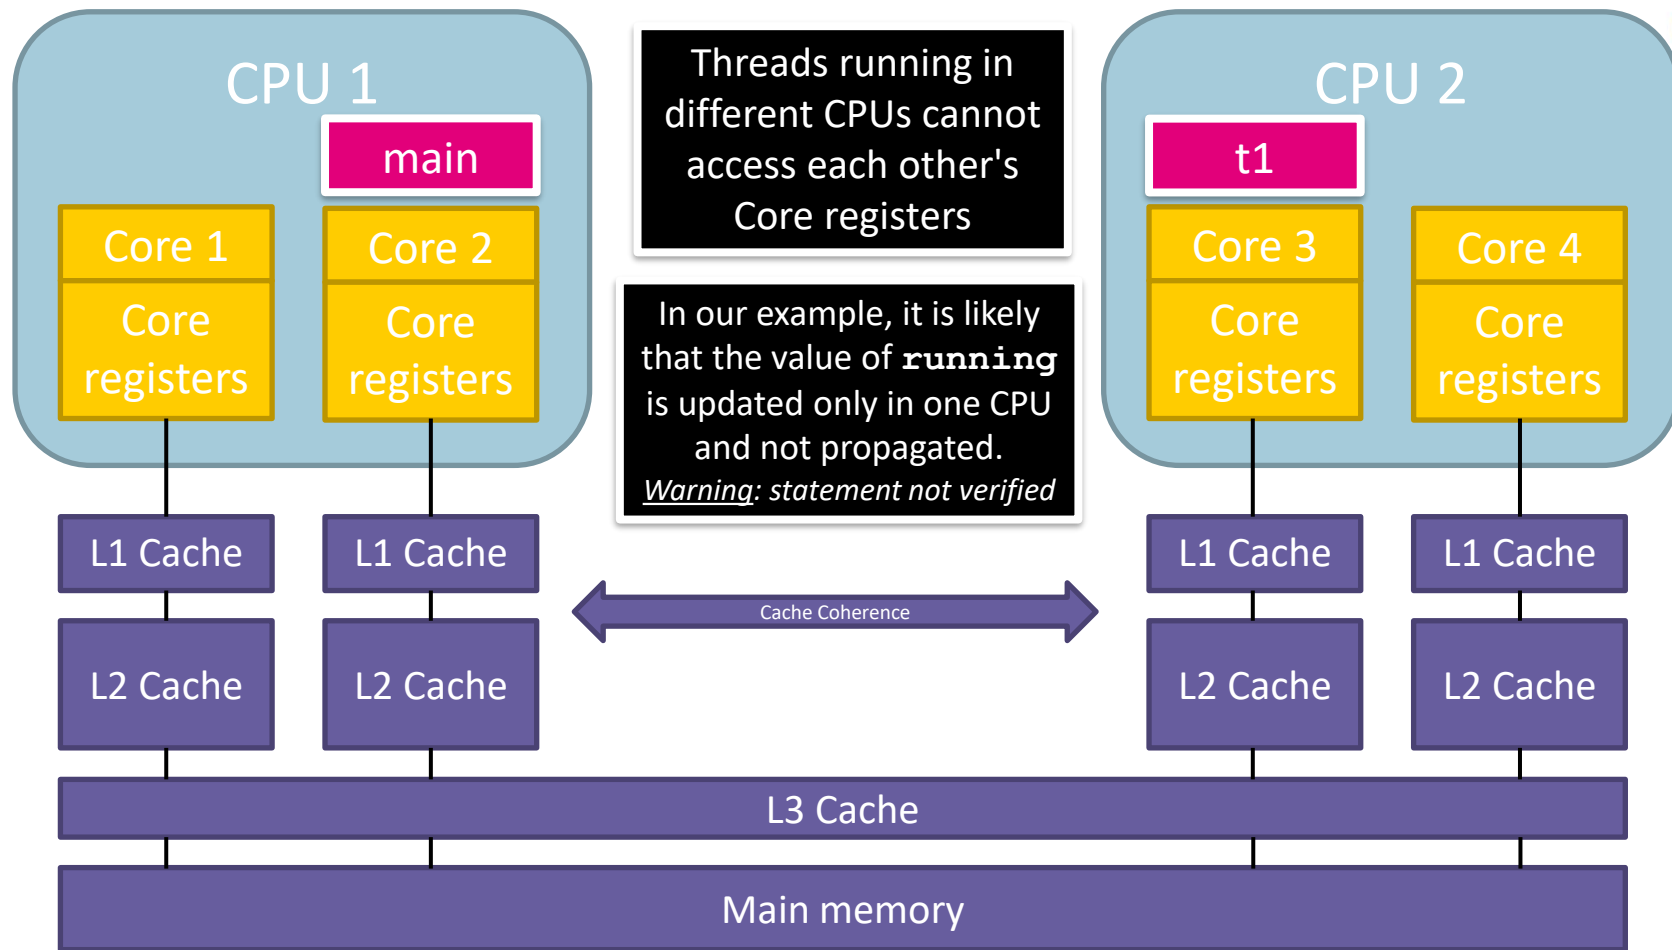 CPU 1
main
Core 1
Core
registers
Core 2
Core
registers
Threads running in
different CPUs cannot
access each other's
Core registers
In our example, it is likely
that the value of running
is updated only in one CPU
and not propagated.
Warning: statement not verified
CPU 2
t1
Core 3
Core
registers
Core 4
Core
registers
L1 Cache
L1 Cache
L1 Cache
L1 Cache
Cache Coherence
L2 Cache
L2 Cache
L2 Cache
L2 Cache
L3 Cache
Main memory